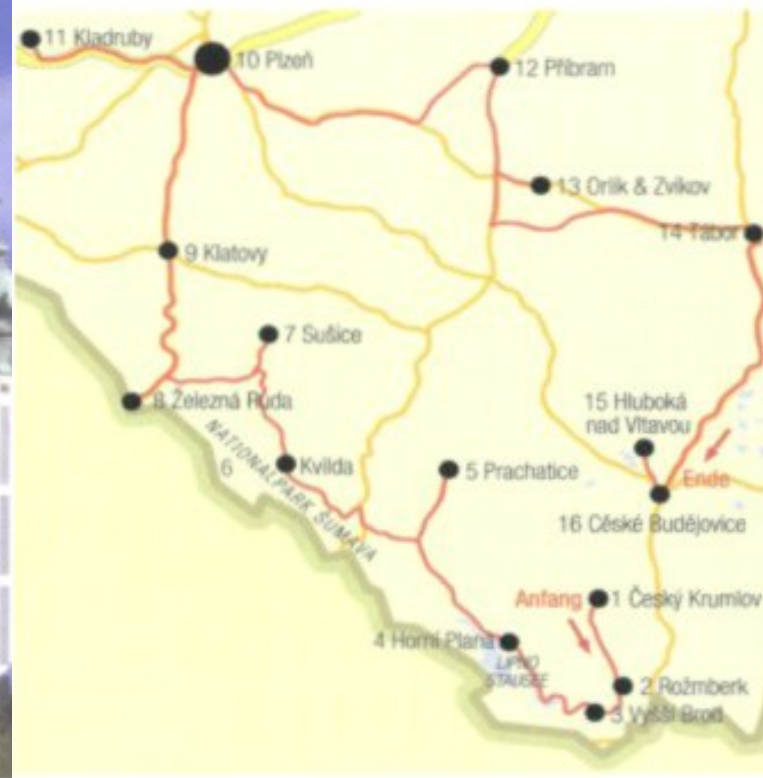 11 Kladruby
10 Plzeň
12 Příbram
13 Orlík & Zvíkov
14 Tábor
9 Klatovy
7 Sušice
8 Železná Ruda
15 Hluboká
nad Vltavou
NATIONALPARK ŠUMAVA
6
Kvilda
5 Prachatice
Ende
16 České Budějovice
Anfang
1 Český Krumlov
4 Horní Planá
LIPNO
STAUSEE
2 Rožmberk
3 Vyšší Brod